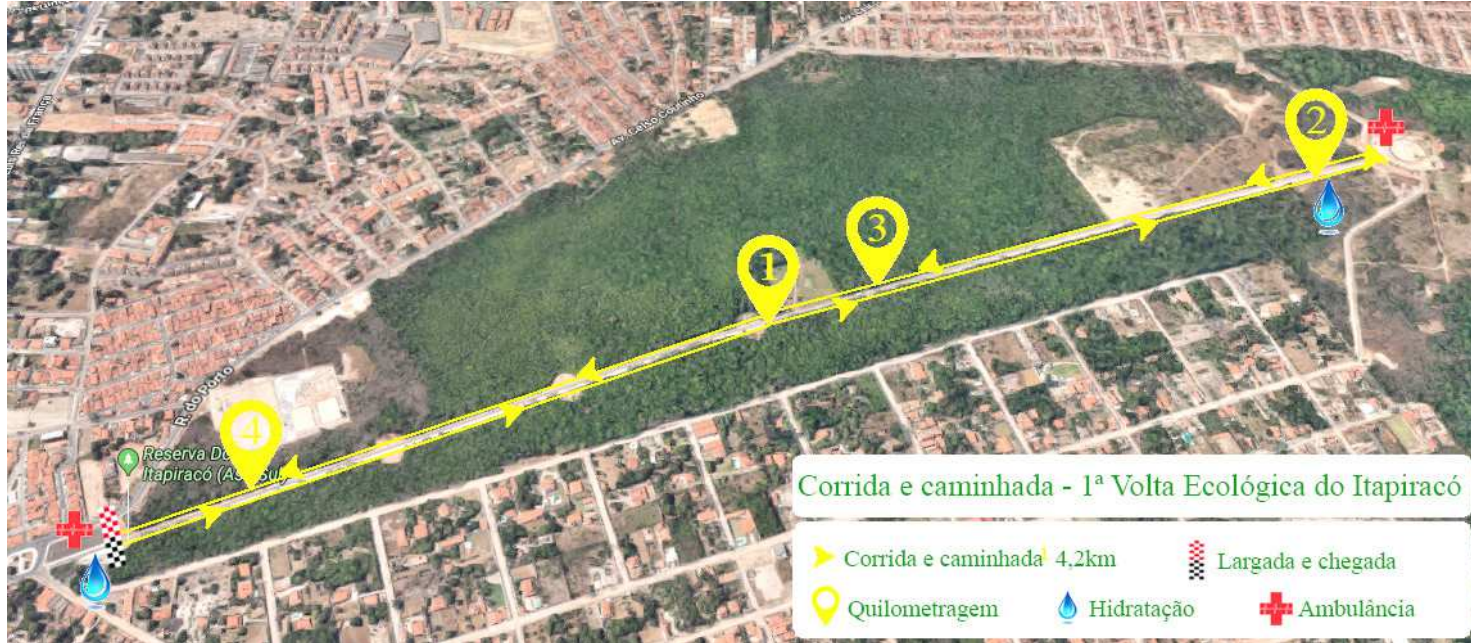 Av. Celso Coutinho
2
3
1
R. do Porto
4
Reserva Do
Itapiracó (A
Corrida e caminhada - 1ª Volta Ecológica do Itapiracó
Corrida e caminhada 4,2km
Largada e chegada
Quilometragem
Hidratação
Ambulância